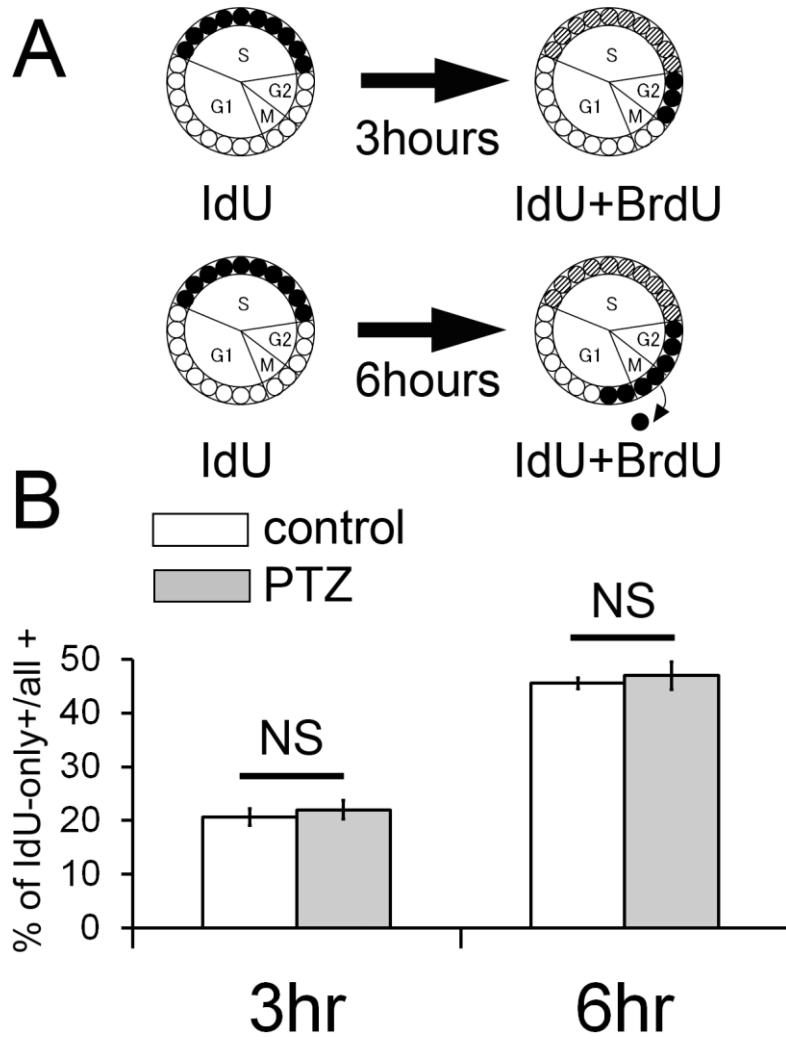 A
S
G1
G2
M
3hours
S
G1
G2
M
IdU
IdU+BrdU
S
G1
G2
M
6hours
S
G1
G2
M
IdU
IdU+BrdU
B
control
PTZ
% of IdU-only+/all +
50
40
30
20
10
0
NS
NS
3hr
6hr